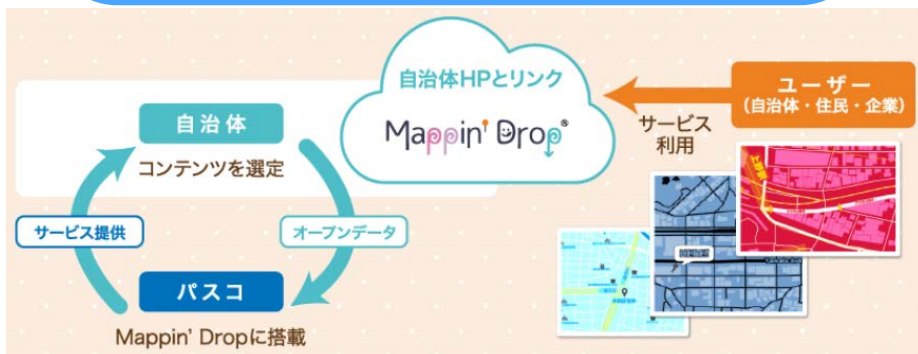 自治体HPとリンク
Mappin' Drop®
ユーザー
(自治体・住民・企業)
サービス
利用
自治体
コンテンツを選定
サービス提供
オープンデータ
パスコ
Mappin' Dropに搭載